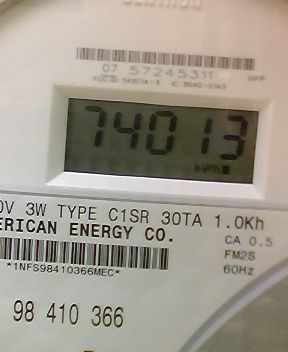 07 57245311
74013
kWh
0V 3W TYPE C1SR 30TA 1.0Kh
ERICAN ENERGY CO.
CA 0.5
FM2S
*1NFS98410366MEC*
60Hz
98 410 366